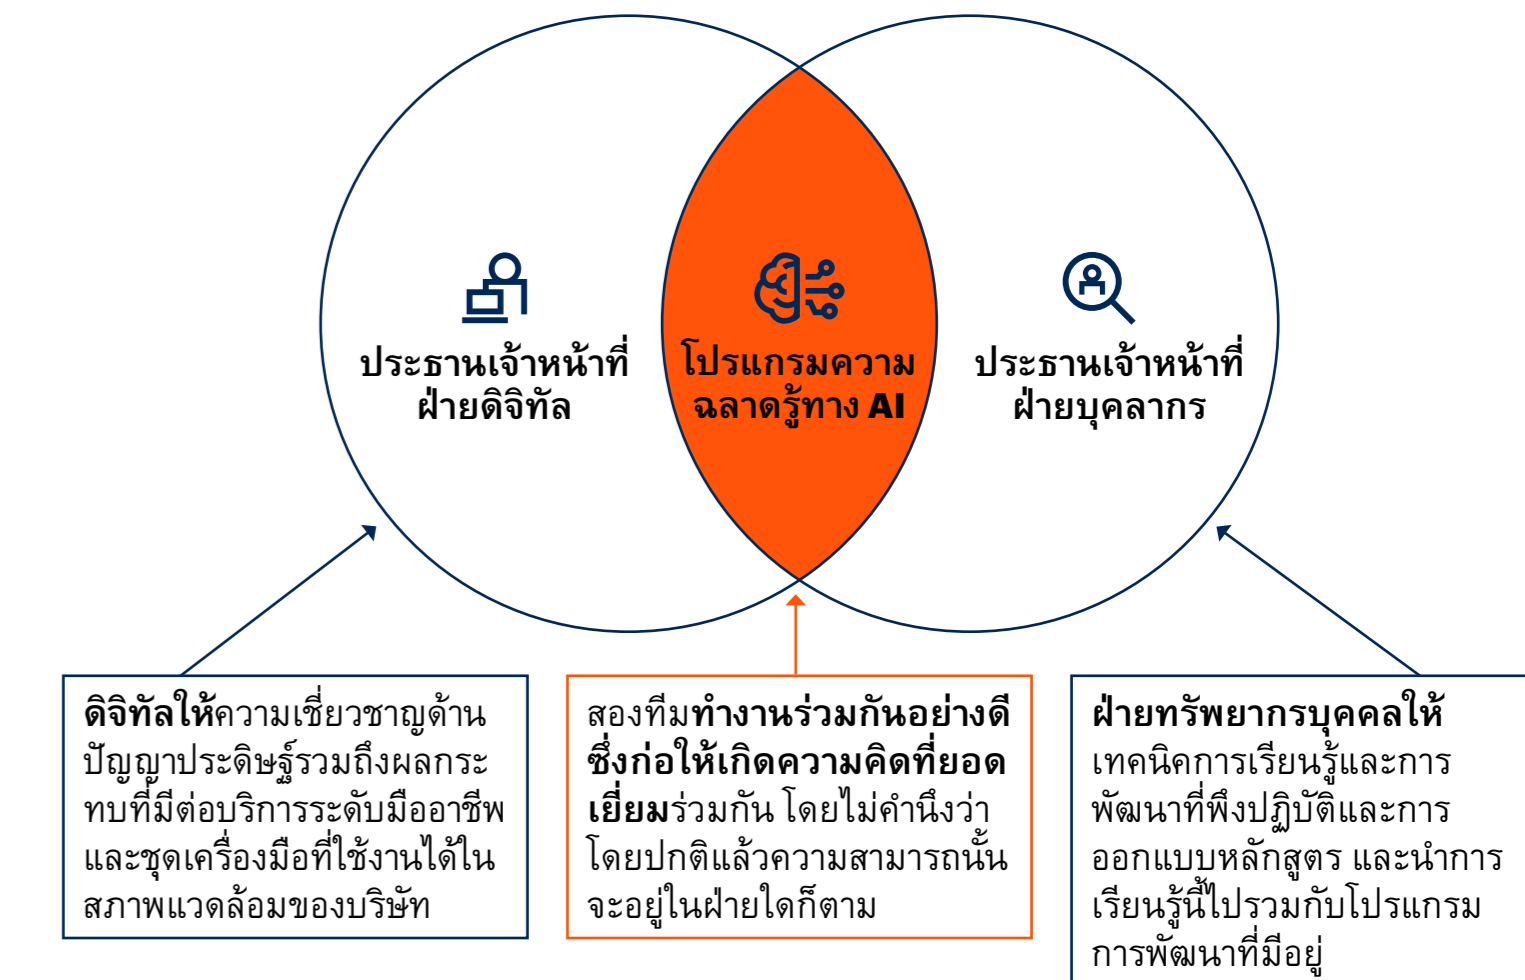 ประธานเจ้าหน้าที่
ฝ่ายดิจิทัล
โปรแกรมความ
ฉลาดรู้ทาง AI
ประธานเจ้าหน้าที่
ฝ่ายบุคลากร
ดิจิทัลให้ความเชี่ยวชาญด้าน
ปัญญาประดิษฐ์รวมถึงผลกระ
ทบที่มีต่อบริการระดับมืออาชีพ
และชุดเครื่องมือที่ใช้งานได้ใน
สภาพแวดล้อมของบริษัท
สองทีมทำงานร่วมกันอย่างดี
ซึ่งก่อให้เกิดความคิดที่ยอด
เยี่ยมร่วมกัน โดยไม่คำนึงว่า
โดยปกติแล้วความสามารถนั้น
จะอยู่ในฝ่ายใดก็ตาม
ฝ่ายทรัพยากรบุคคลให้
เทคนิคการเรียนรู้และการ
พัฒนาที่พึงปฏิบัติและการ
ออกแบบหลักสูตร และนำการ
เรียนรู้นี้ไปรวมกับโปรแกรม
การพัฒนาที่มีอยู่